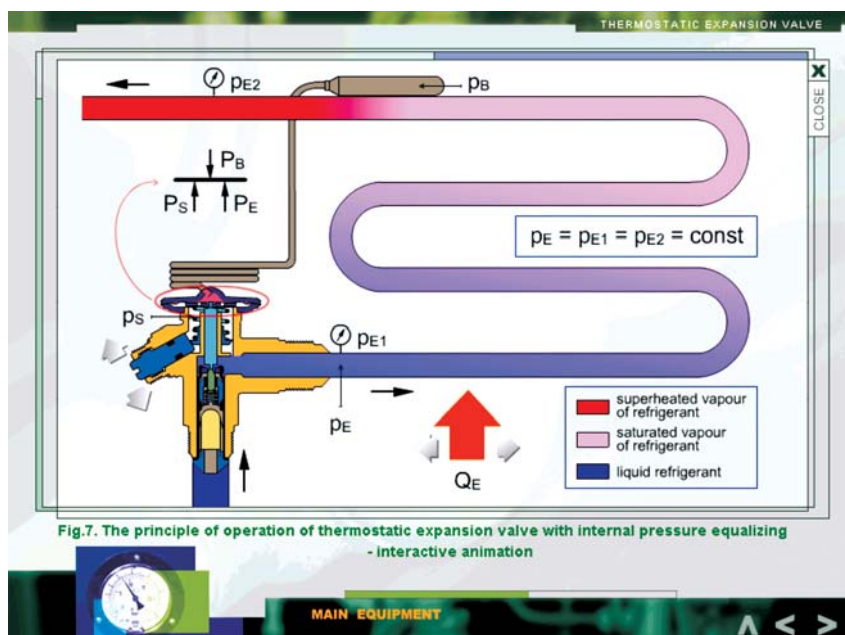 THERMOSTATIC EXPANSION VALVE
X
CLOSE
pE2
pB
PB
PS PE
pE = pE1 = pE2 = const
pS
pE1
pE
QE
superheated vapour
of refrigerant
saturated vapour
of refrigerant
liquid refrigerant
Fig.7. The principle of operation of thermostatic expansion valve with internal pressure equalizing
- interactive animation
MAIN EQUIPMENT